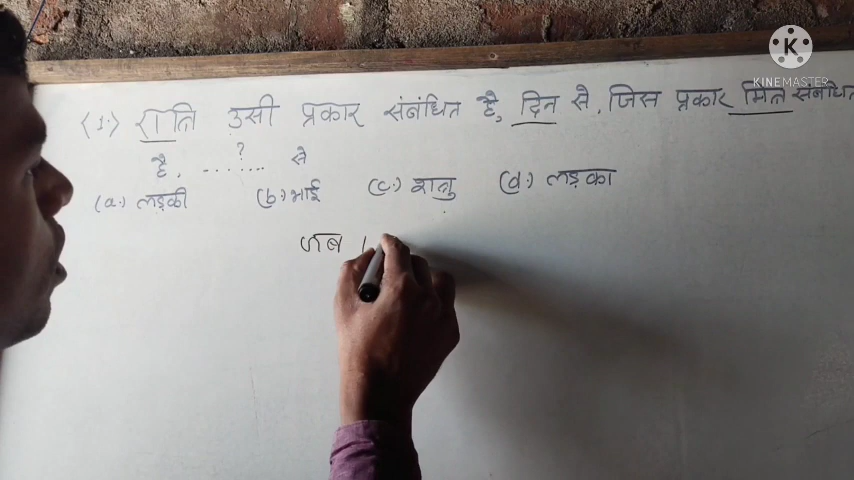 KINEMASTER
(1.) रात्रि उसी प्रकार संबंधित है, दिन से, जिस प्रकार मित्र संबंधित
है, ....?.... से
(a.) लड़की (b.) भाई (c.) शत्रु (d.) लड़का
जब